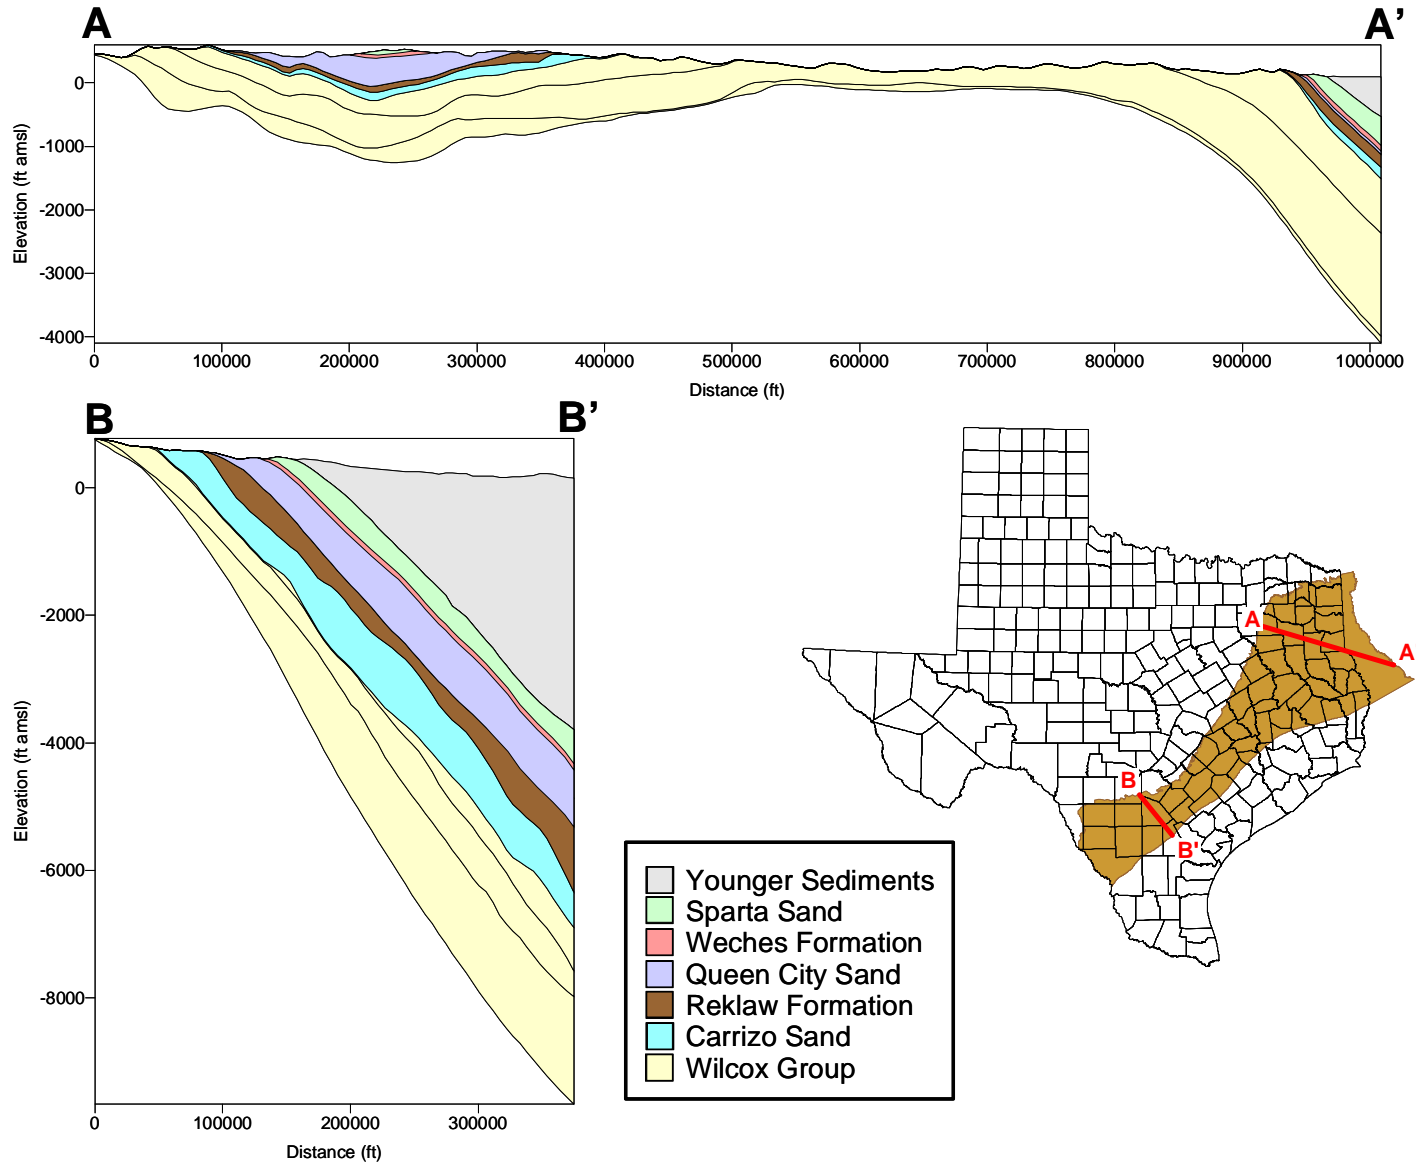 A
A’
Elevation (ft amsl)
0
-1000
-2000
-3000
-4000
0
100000
200000
300000
400000
500000
600000
700000
800000
900000
1000000
Distance (ft)
B
B’
Elevation (ft amsl)
0
-2000
-4000
-6000
-8000
0
100000
200000
300000
Distance (ft)
Younger Sediments
Sparta Sand
Weches Formation
Queen City Sand
Reklaw Formation
Carrizo Sand
Wilcox Group
A
A
B
B'